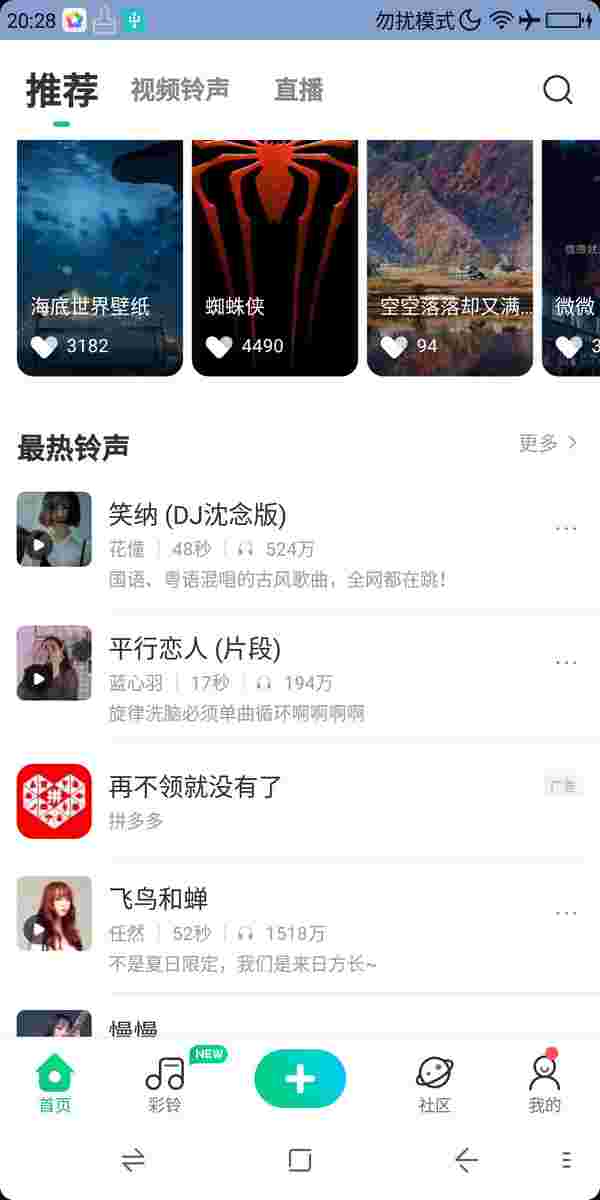 20:28
勿扰模式
推荐
视频铃声
直播
海底世界壁纸
3182
蜘蛛侠
4490
空空落落却又满...
94
微微
最热铃声
更多
笑纳 (DJ沈念版)
花僮 48秒 524万
国语、粤语混唱的古风歌曲，全网都在跳！
平行恋人 (片段)
蓝心羽 17秒 194万
旋律洗脑必须单曲循环啊啊啊啊
再不领就没有了
广告
拼多多
飞鸟和蝉
任然 52秒 1518万
不是夏日限定，我们是来日方长~
慢慢
NEW
首页
彩铃
社区
我的